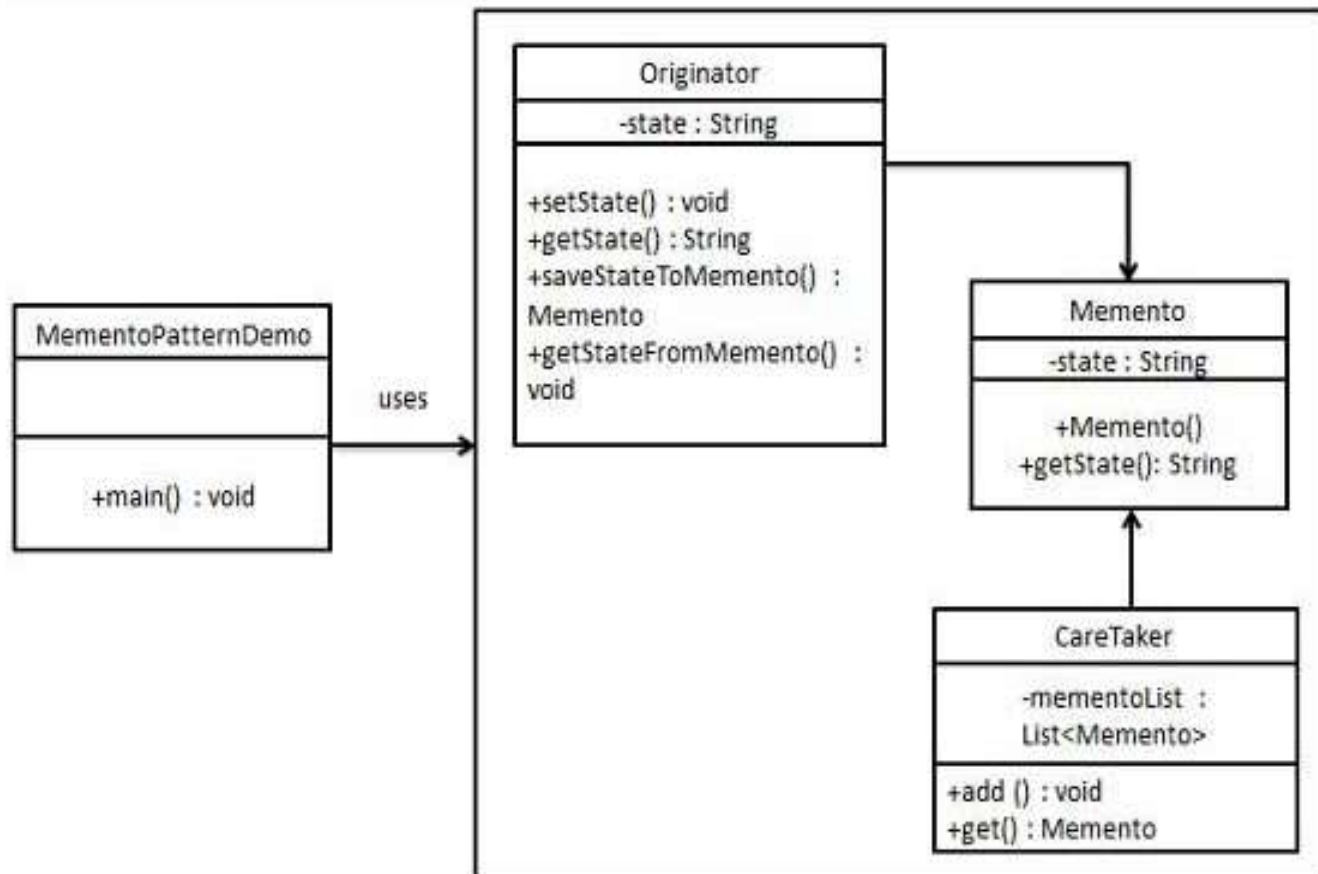 MementoPatternDemo
+main() : void
uses
Originator
-state : String
+setState() : void
+getState() : String
+saveStateToMemento() :
Memento
+getStateFromMemento() :
void
Memento
-state : String
+Memento()
+getState(): String
CareTaker
-mementoList :
List<Memento>
+add () : void
+get() : Memento